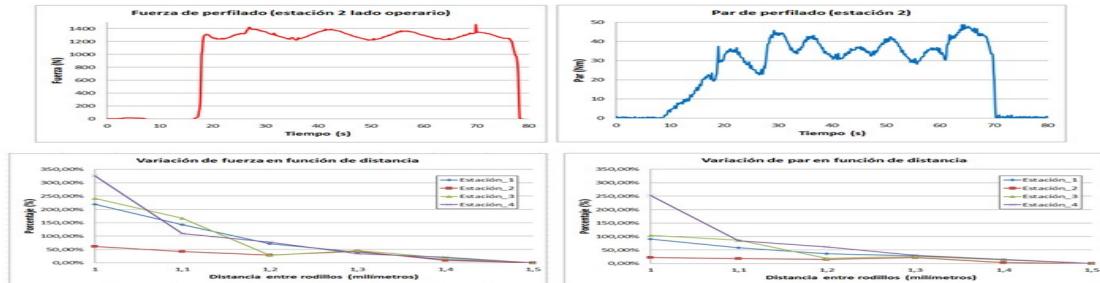 Fuerza de perfilado (estación 2 lado operario)
Fuerza (N)
1400
1200
1000
800
600
400
200
0
0 10 20 30 40 50 60 70 80
Tiempo (s)
Par de perfilado (estación 2)
Par (Nm)
50
40
30
20
10
0
0 10 20 30 40 50 60 70 80
Tiempo (s)
Variación de fuerza en función de distancia
Porcentaje (%)
350,00%
300,00%
250,00%
200,00%
150,00%
100,00%
50,00%
0,00%
Estación_1
Estación_2
Estación_3
Estación_4
1 1,1 1,2 1,3 1,4 1,5
Distancia entre rodillos (milímetros)
Variación de par en función de distancia
Porcentaje (%)
350,00%
300,00%
250,00%
200,00%
150,00%
100,00%
50,00%
0,00%
Estación_1
Estación_2
Estación_3
Estación_4
1 1,1 1,2 1,3 1,4 1,5
Distancia entre rodillos (milímetros)